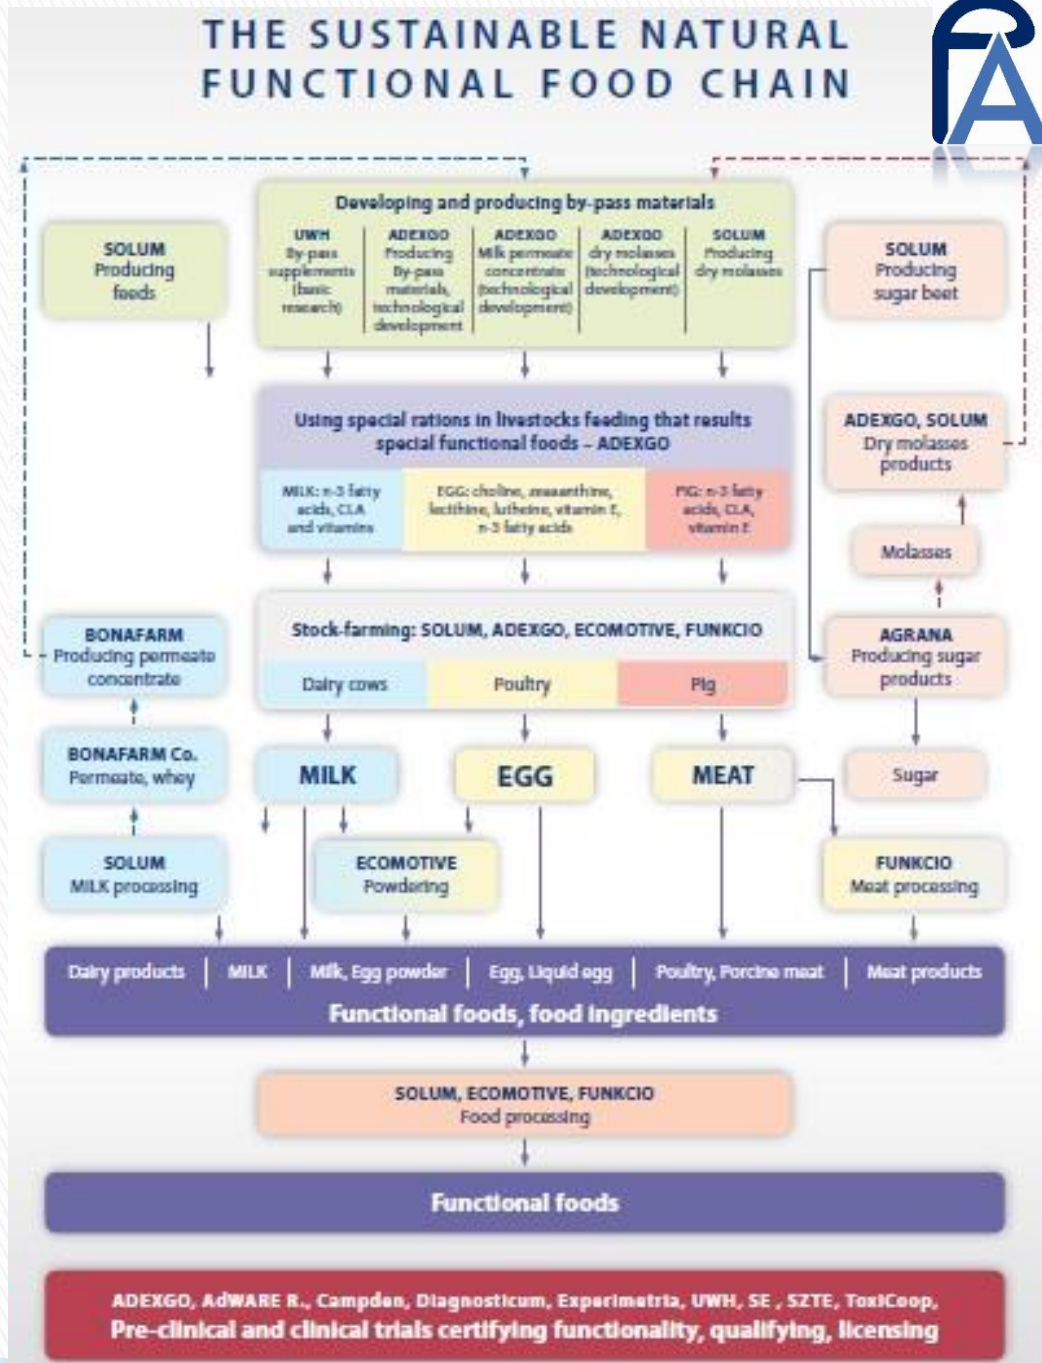 THE SUSTAINABLE NATURAL
FUNCTIONAL FOOD CHAIN
Developing and producing by-pass materials
UWH
By-pass
supplements
(basic
research)
ADEXGO
Producing
By-pass
materials,
technological
development
ADEXGO
Milk permeate
concentrate
(technological
development)
ADEXGO
dry molasses
(technological
development)
SOLUM
Producing
dry molasses
SOLUM
Producing
feeds
SOLUM
Producing
sugar beet
Using special rations in livestocks feeding that results
special functional foods – ADEXGO
MILK: n-3 fatty
acids, CLA
and vitamins
EGG: choline, zeaxanthine,
lecithine, lutheine, vitamin E,
n-3 fatty acids
PIG: n-3 fatty
acids, CLA,
vitamin E
ADEXGO, SOLUM
Dry molasses
products
Molasses
Stock-farming: SOLUM, ADEXGO, ECOMOTIVE, FUNKCIO
Dairy cows
Poultry
Pig
BONAFARM
Producing permeate
concentrate
AGRANA
Producing sugar
products
BONAFARM Co.
Permeate, whey
MILK
EGG
MEAT
Sugar
SOLUM
MILK processing
ECOMOTIVE
Powdering
FUNKCIO
Meat processing
Dairy products | MILK | Milk, Egg powder | Egg, Liquid egg | Poultry, Porcine meat | Meat products
Functional foods, food ingredients
SOLUM, ECOMOTIVE, FUNKCIO
Food processing
Functional foods
ADEXGO, AdWARE R., Campden, Diagnosticum, Experimetria, UWH, SE , SZTE, ToxiCoop,
Pre-clinical and clinical trials certifying functionality, qualifying, licensing